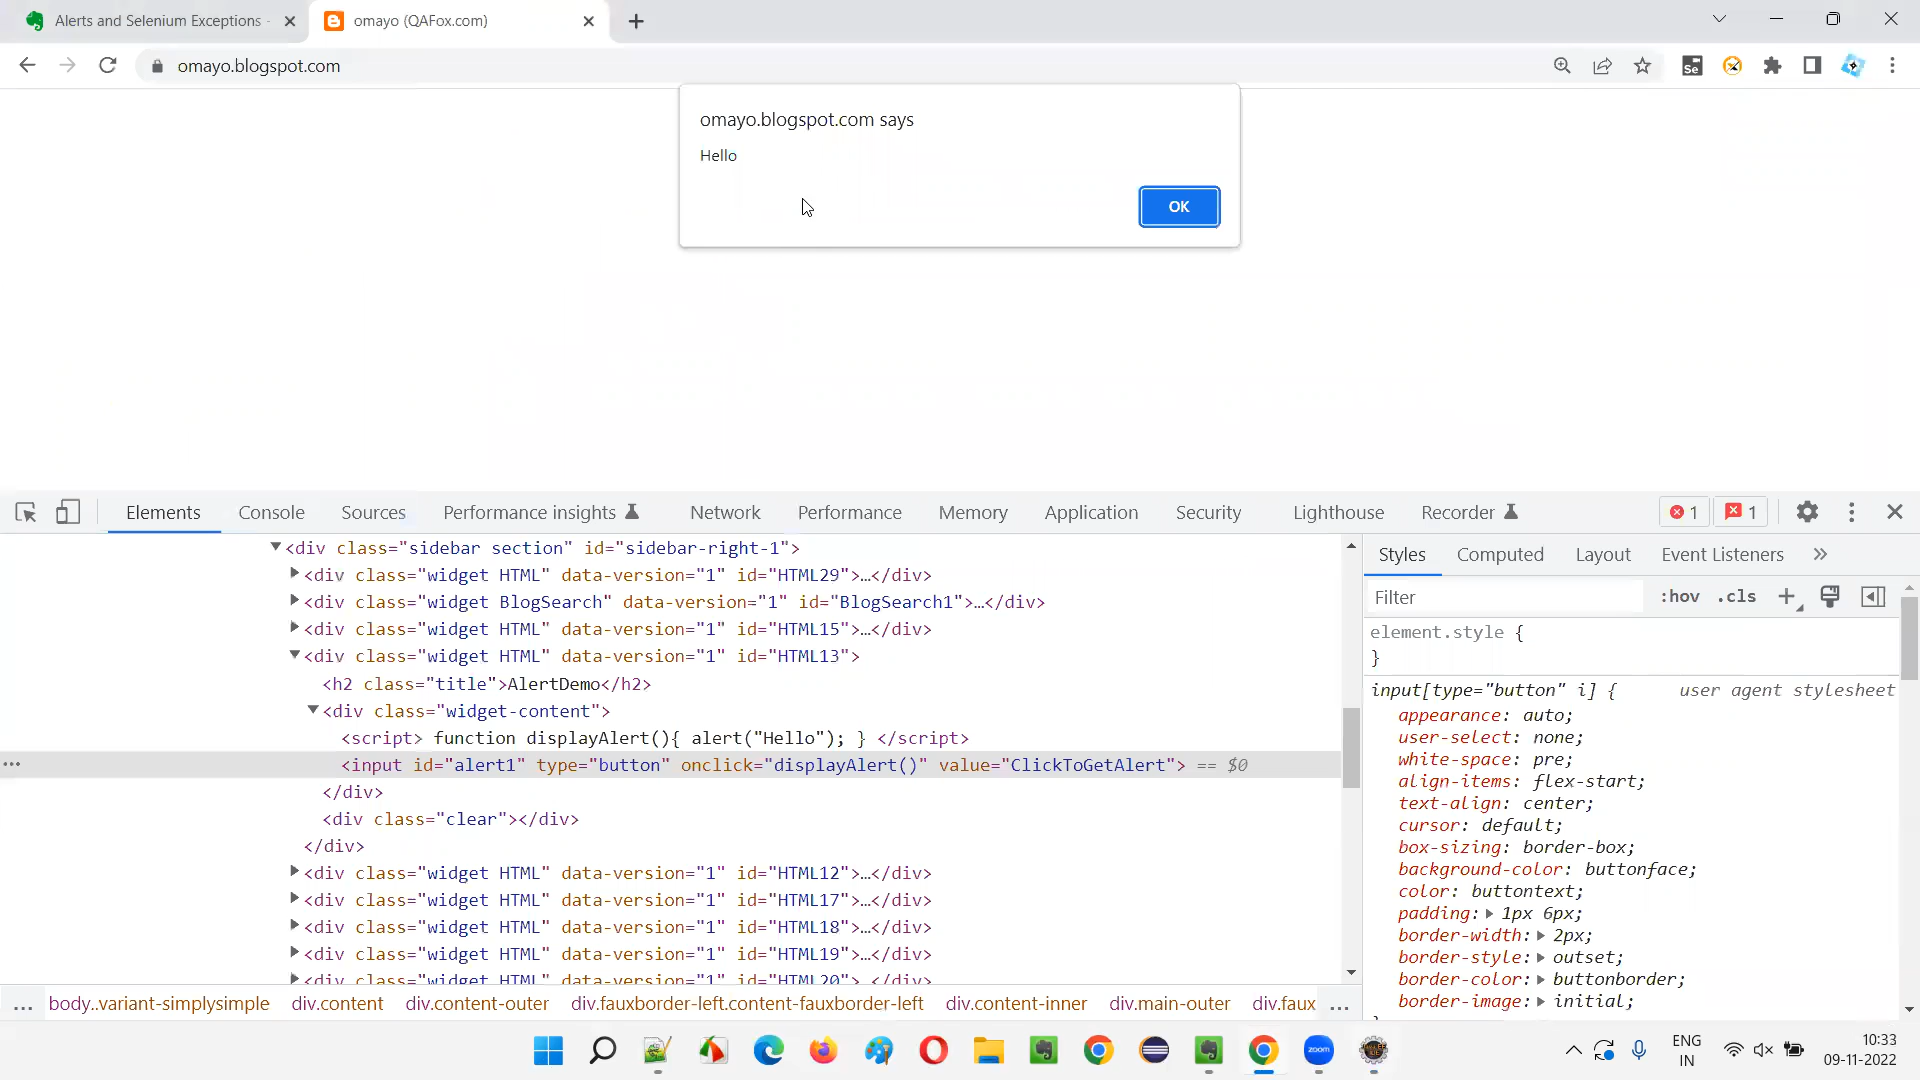 Alerts and Selenium Exceptions -
omayo (QAFox.com)
omayo.blogspot.com
Se
omayo.blogspot.com says
Hello
OK
Elements Console Sources Performance insights Network Performance Memory Application Security Lighthouse Recorder 1 1
<div class="sidebar section" id="sidebar-right-1">
<div class="widget HTML" data-version="1" id="HTML29">…</div>
<div class="widget BlogSearch" data-version="1" id="BlogSearch1">…</div>
<div class="widget HTML" data-version="1" id="HTML15">…</div>
<div class="widget HTML" data-version="1" id="HTML13">
<h2 class="title">AlertDemo</h2>
<div class="widget-content">
<script> function displayAlert(){ alert("Hello"); } </script>
<input id="alert1" type="button" onclick="displayAlert()" value="ClickToGetAlert"> == $0
</div>
<div class="clear"></div>
</div>
<div class="widget HTML" data-version="1" id="HTML12">…</div>
<div class="widget HTML" data-version="1" id="HTML17">…</div>
<div class="widget HTML" data-version="1" id="HTML18">…</div>
<div class="widget HTML" data-version="1" id="HTML19">…</div>
<div class="widget HTML" data-version="1" id="HTML20">…</div>
... body..variant-simplysimple div.content div.content-outer div.fauxborder-left.content-fauxborder-left div.content-inner div.main-outer div.faux ...
Styles Computed Layout Event Listeners
Filter :hov .cls
element.style {
}
input[type="button" i] { user agent stylesheet
appearance: auto;
user-select: none;
white-space: pre;
align-items: flex-start;
text-align: center;
cursor: default;
box-sizing: border-box;
background-color: buttonface;
color: buttontext;
padding: 1px 6px;
border-width: 2px;
border-style: outset;
border-color: buttonborder;
border-image: initial;
zoom
ENG
IN
10:33
09-11-2022